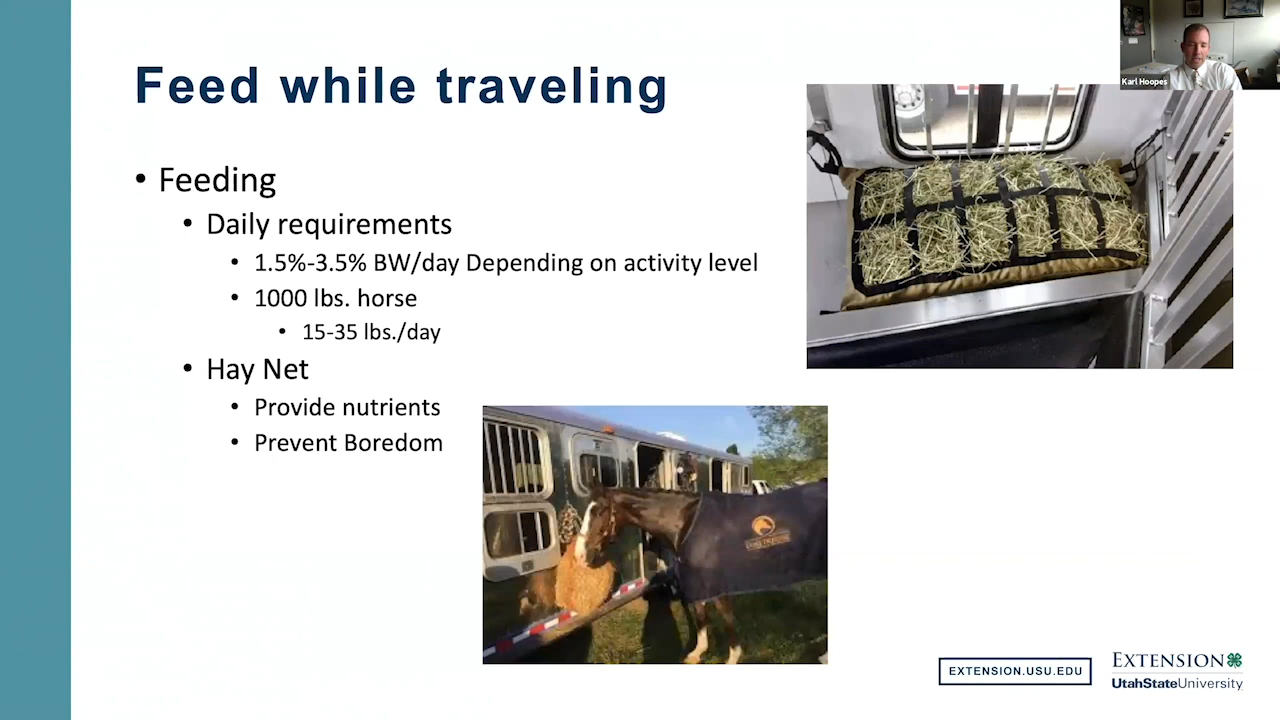 Karl Hoopes
Feed while traveling
• Feeding
• Daily requirements
• 1.5%-3.5% BW/day Depending on activity level
• 1000 lbs. horse
• 15-35 lbs./day
• Hay Net
• Provide nutrients
• Prevent Boredom
EXTENSION.USU.EDU
EXTENSION
UtahStateUniversity